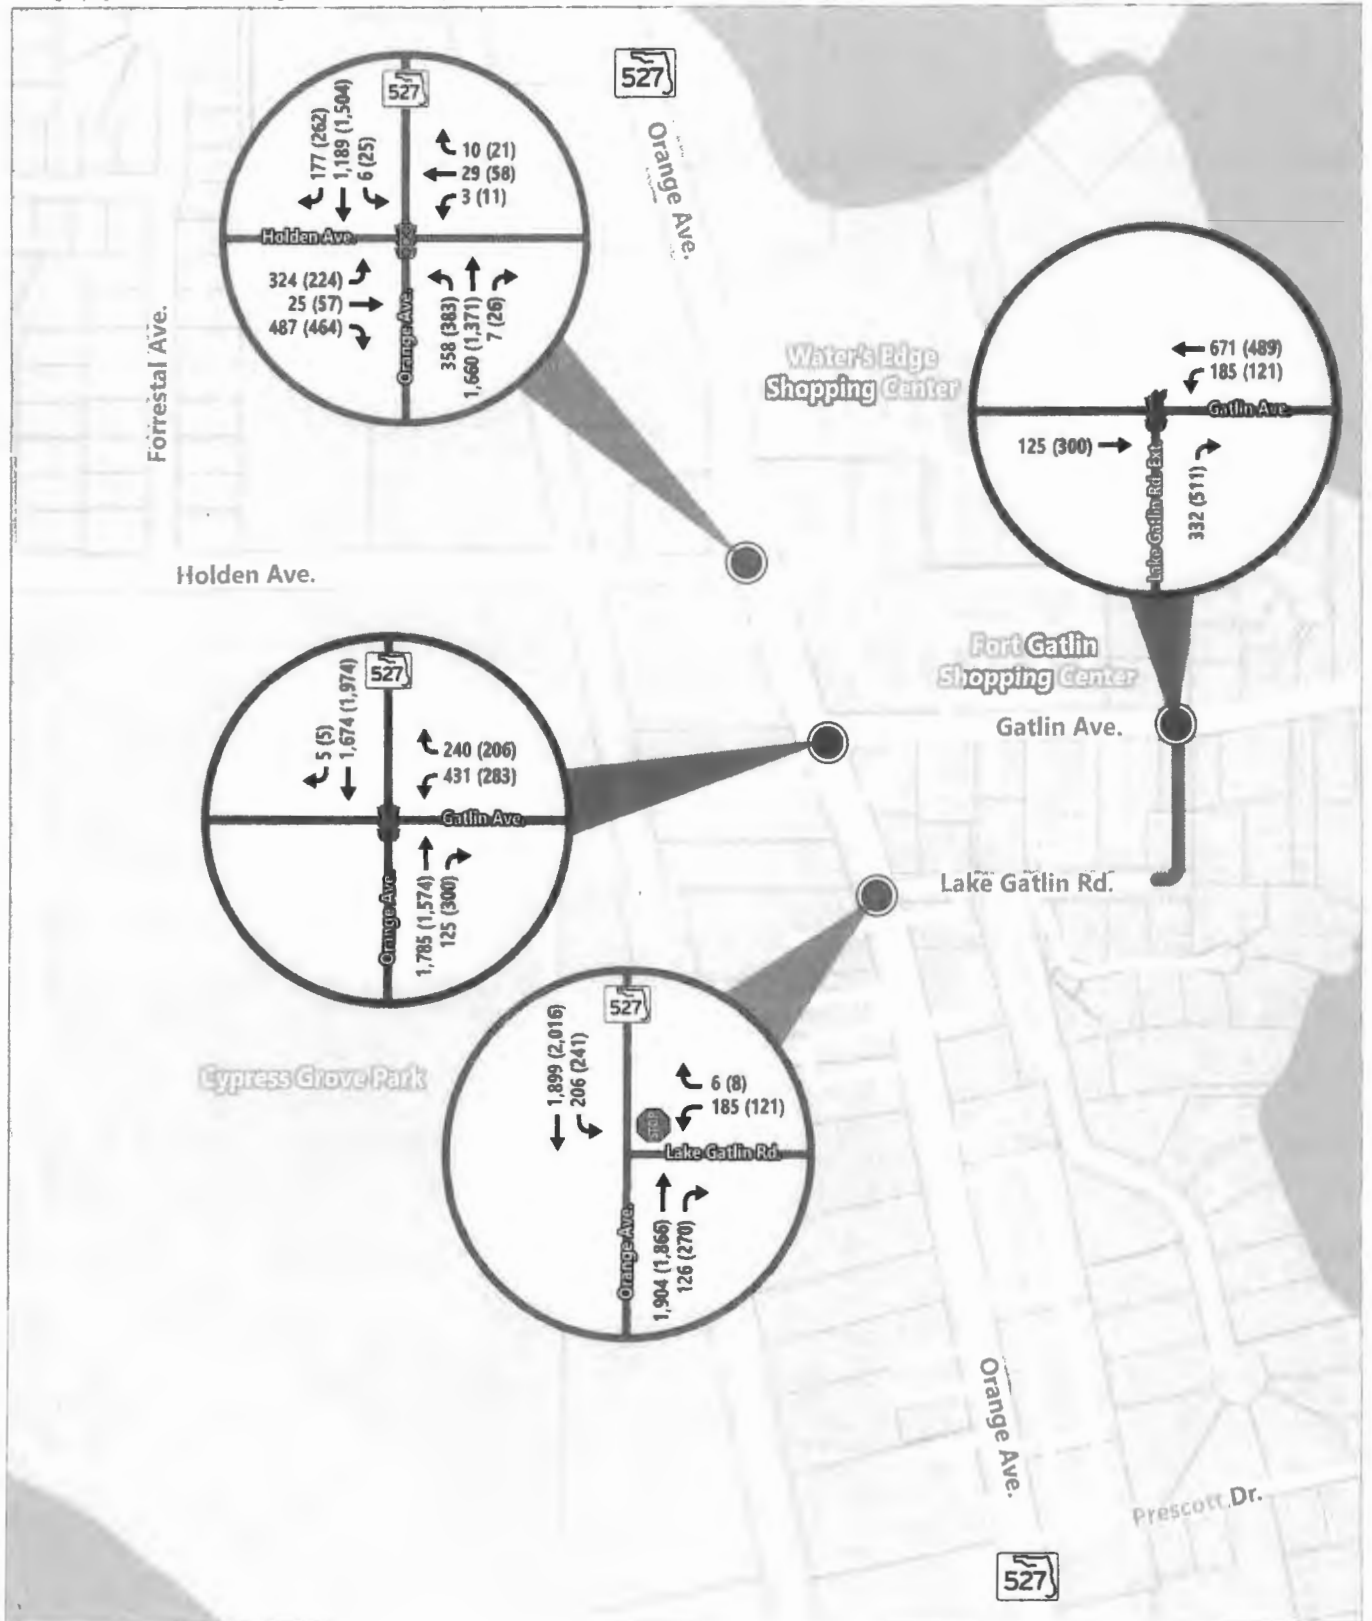 527
177 (262)
1,189 (1,504)
6 (25)
10 (21)
29 (58)
3 (11)
Holden Ave.
324 (224)
25 (57)
487 (464)
Orange Ave.
358 (383)
1,660 (1,371)
7 (26)
527
Orange Ave.
Forrestal Ave.
Holden Ave.
Water's Edge
Shopping Center
671 (489)
185 (121)
Gatlin Ave.
125 (300)
Lake Gatlin Rd. Ext.
332 (511)
Fort Gatlin
Shopping Center
Gatlin Ave.
527
5 (5)
1,674 (1,974)
240 (206)
431 (283)
Gatlin Ave.
Orange Ave.
1,785 (1,574)
125 (300)
Lake Gatlin Rd.
527
1,899 (2,016)
206 (241)
6 (8)
185 (121)
STOP
Lake Gatlin Rd.
Orange Ave.
1,904 (1,866)
126 (270)
Cypress Grove Park
Orange Ave.
Prescott Dr.
527